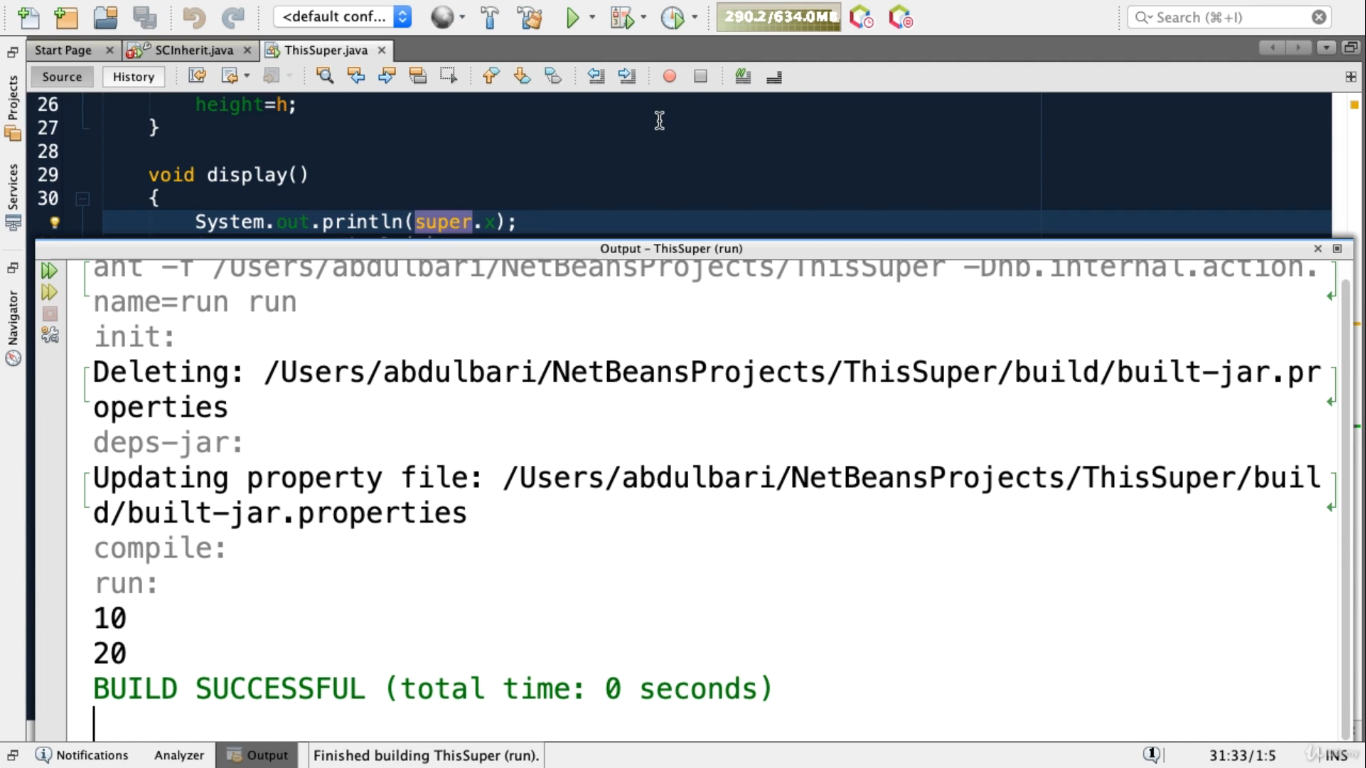 <default conf...
290.2/634.0MB
Search (⌘+I)
Start Page
SCInherit.java
ThisSuper.java
Source
History
Projects
Services
Navigator
26 height=h;
27 }
28
29 void display()
30 {
System.out.println(super.x);
Output - ThisSuper (run)
ant -f /Users/abdulbari/NetBeansProjects/ThisSuper -Dnb.internal.action.
name=run run
init:
Deleting: /Users/abdulbari/NetBeansProjects/ThisSuper/build/built-jar.pr
operties
deps-jar:
Updating property file: /Users/abdulbari/NetBeansProjects/ThisSuper/buil
d/built-jar.properties
compile:
run:
10
20
BUILD SUCCESSFUL (total time: 0 seconds)
Notifications
Analyzer
Output
Finished building ThisSuper (run).
1
31:33/1:5
INS